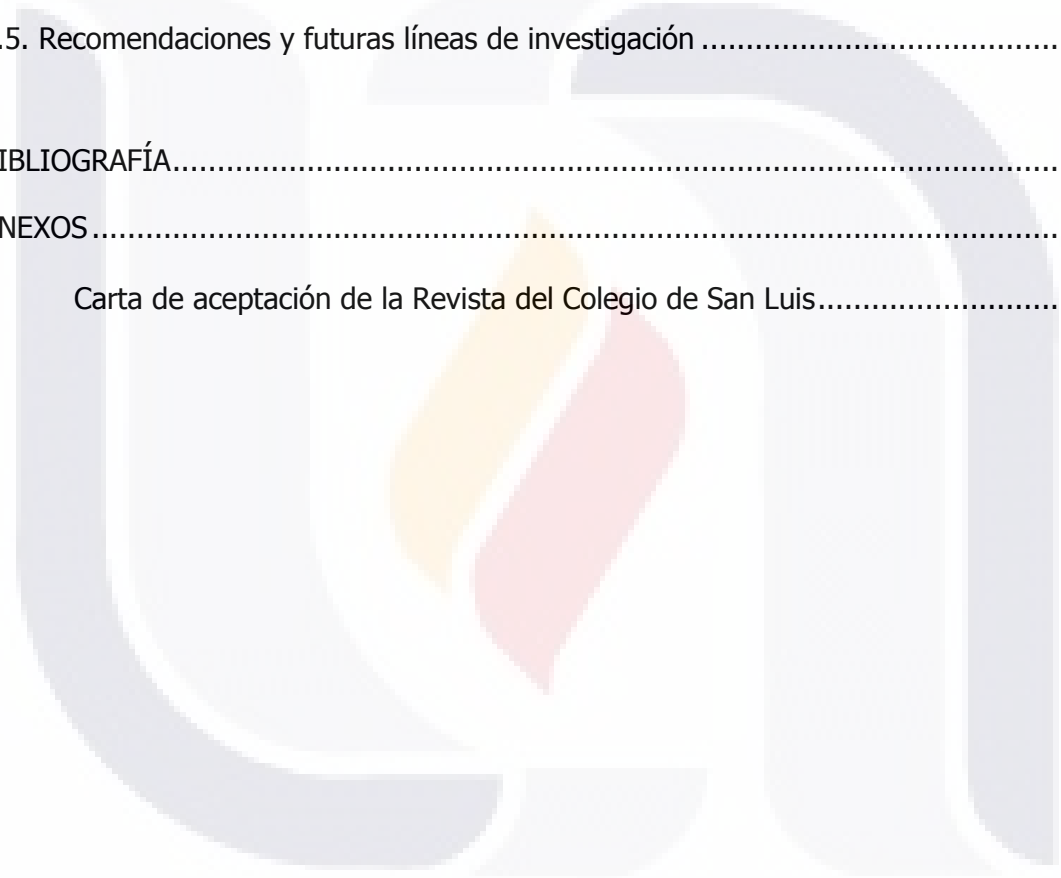 .5. Recomendaciones y futuras líneas de investigación ........................................
IBLIOGRAFÍA....................................................................................................
NEXOS.............................................................................................................
Carta de aceptación de la Revista del Colegio de San Luis...........................